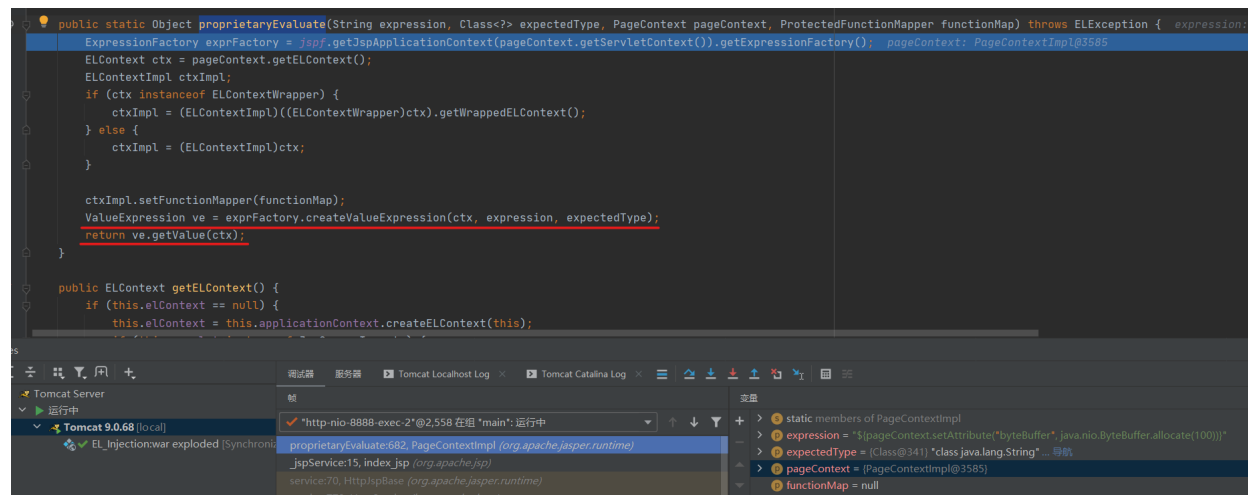 public static Object proprietaryEvaluate(String expression, Class<?> expectedType, PageContext pageContext, ProtectedFunctionMapper functionMap) throws ELException {  expression:
ExpressionFactory exprFactory = jspf.getJspApplicationContext(pageContext.getServletContext()).getExpressionFactory();  pageContext: PageContextImpl@3585
ELContext ctx = pageContext.getELContext();
ELContextImpl ctxImpl;
if (ctx instanceof ELContextWrapper) {
ctxImpl = (ELContextImpl)((ELContextWrapper)ctx).getWrappedELContext();
} else {
ctxImpl = (ELContextImpl)ctx;
}
ctxImpl.setFunctionMapper(functionMap);
ValueExpression ve = exprFactory.createValueExpression(ctx, expression, expectedType);
return ve.getValue(ctx);
}
public ELContext getELContext() {
if (this.elContext == null) {
this.elContext = this.applicationContext.createELContext(this);
es
调试器 服务器 Tomcat Localhost Log × Tomcat Catalina Log ×
Tomcat Server
运行中
Tomcat 9.0.68 [local]
EL_Injection:war exploded [Synchroniz
帧
"http-nio-8888-exec-2"@2,558 在组 "main": 运行中
proprietaryEvaluate:682, PageContextImpl (org.apache.jasper.runtime)
_jspService:15, index_jsp (org.apache.jsp)
service:70, HttpJspBase (org.apache.jasper.runtime)
变量
static members of PageContextImpl
expression = "${pageContext.setAttribute("byteBuffer", java.nio.ByteBuffer.allocate(100))}"
expectedType = {Class@341} "class java.lang.String" ... 导航
pageContext = {PageContextImpl@3585}
functionMap = null